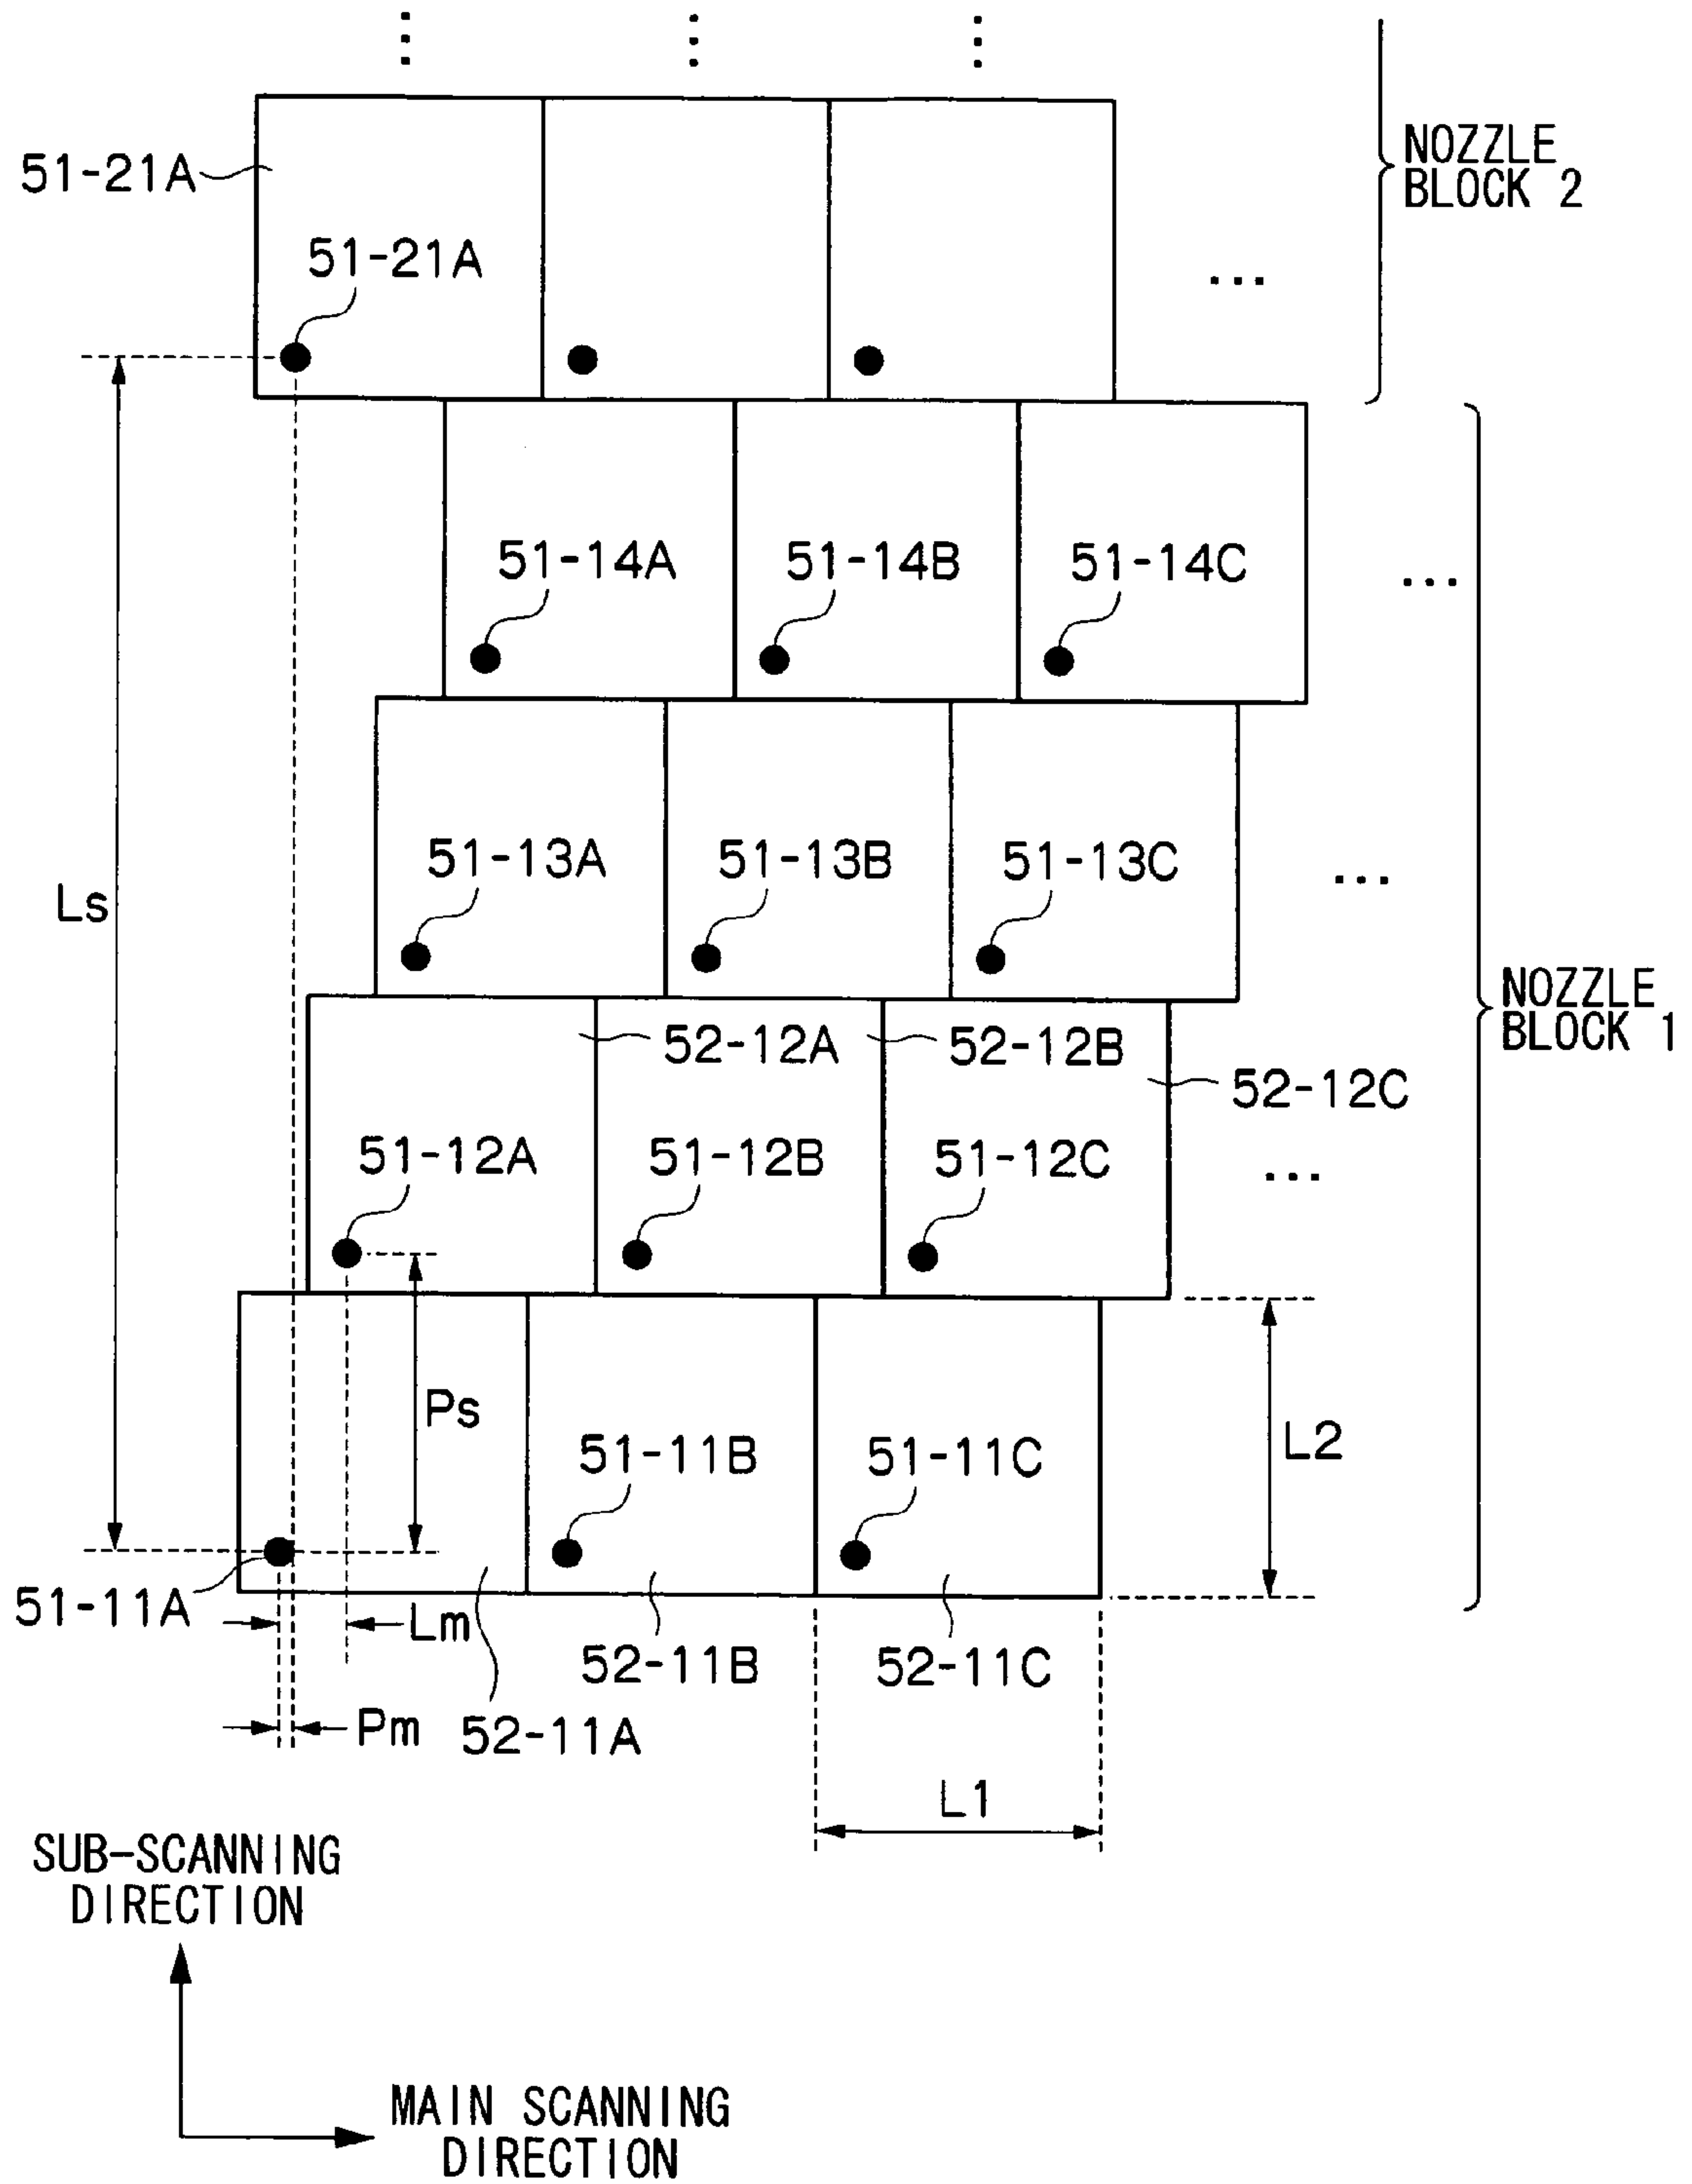 NOZZLE
BLOCK 2
51-21A
51-21A
...
51-14A
51-14B
51-14C
...
51-13A
51-13B
51-13C
...
Ls
NOZZLE
BLOCK 1
52-12A
52-12B
52-12C
51-12A
51-12B
51-12C
...
Ps
51-11B
51-11C
L2
51-11A
Lm
52-11B
52-11C
Pm
52-11A
L1
SUB-SCANNING
DIRECTION
MAIN SCANNING
DIRECTION